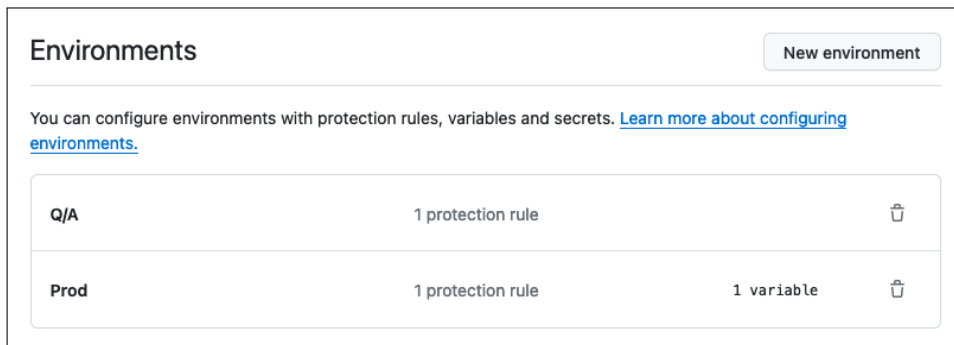 Environments
New environment
You can configure environments with protection rules, variables and secrets. Learn more about configuring
environments.
Q/A
1 protection rule
Prod
1 protection rule
1 variable